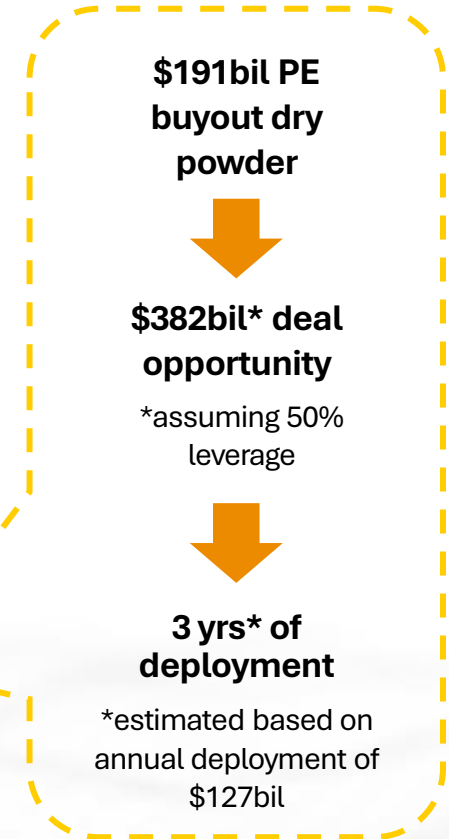 $191bil PE
buyout dry
powder
$382bil* deal
opportunity
*assuming 50%
leverage
3 yrs* of
deployment
*estimated based on
annual deployment of
$127bil